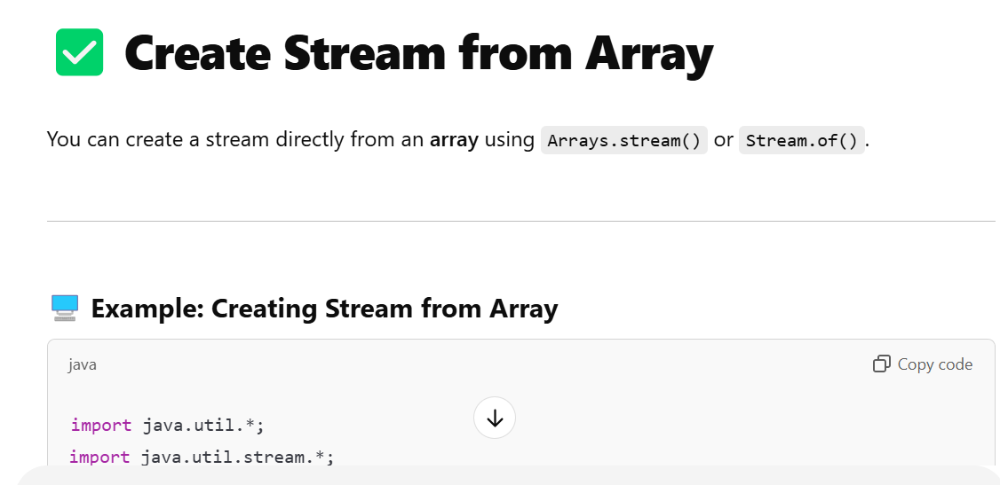 Create Stream from Array
You can create a stream directly from an array using Arrays.stream() or Stream.of().
Example: Creating Stream from Array
java
Copy code
import java.util.*;
import java.util.stream.*;